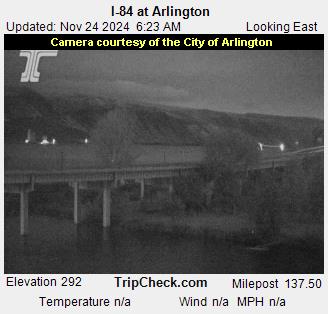 I-84 at Arlington
Updated: Nov 24 2024 6:23 AM Looking East
Camera courtesy of the City of Arlington
Elevation 292 TripCheck.com Milepost 137.50
Temperature n/a Wind n/a MPH n/a